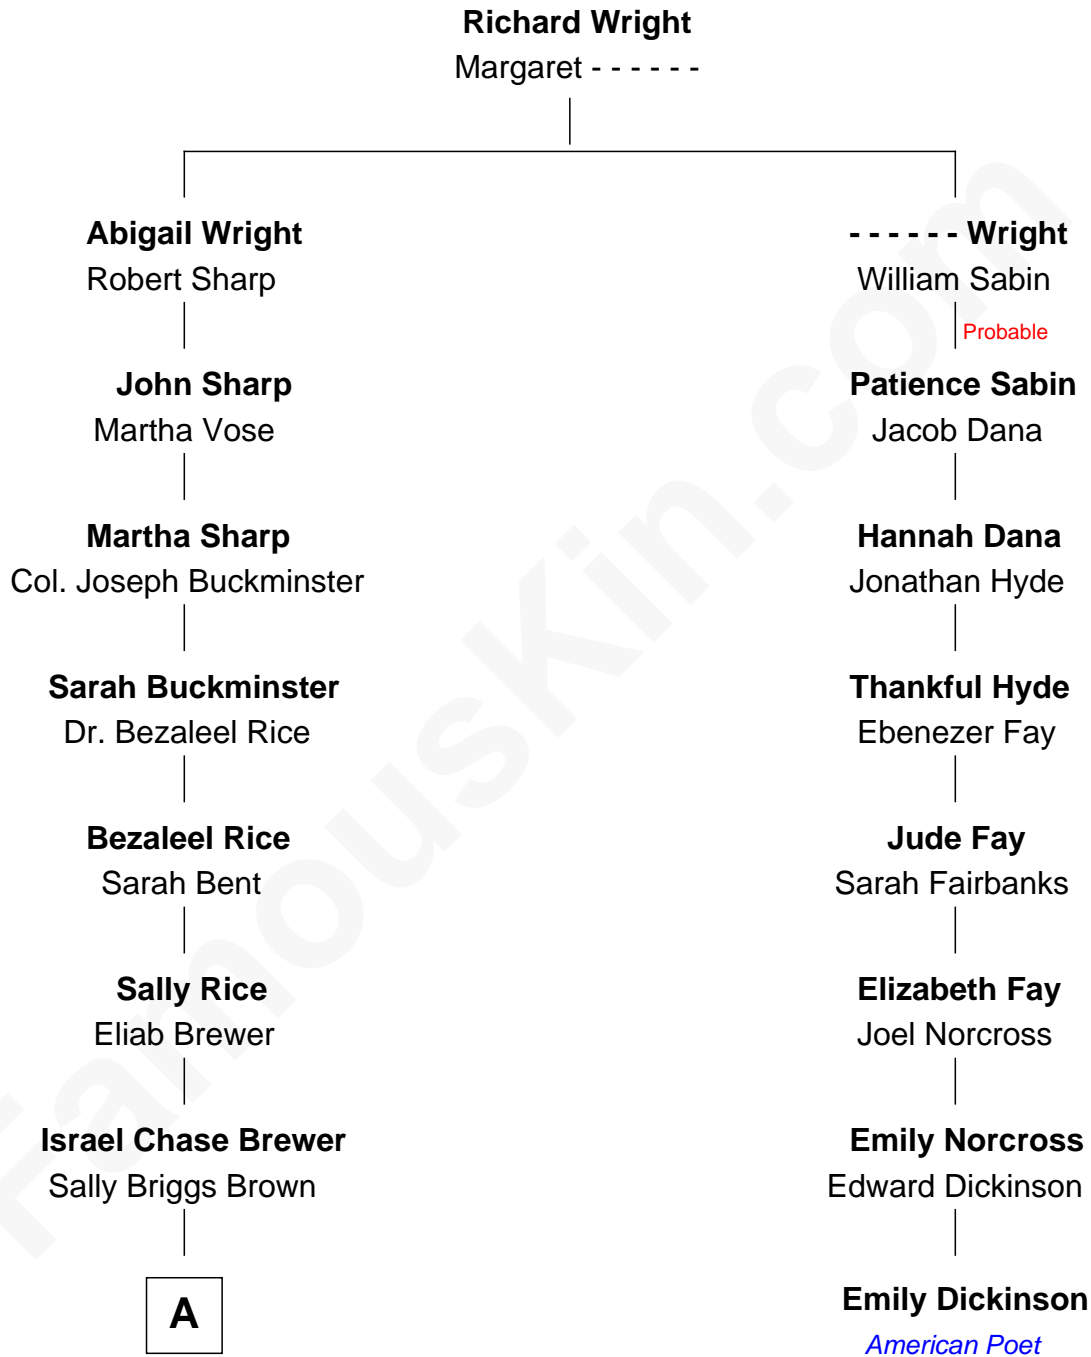 Richard Wright
Margaret - - - - - -
Abigail Wright
Robert Sharp
- - - - - - Wright
William Sabin
Probable
John Sharp
Martha Vose
Patience Sabin
Jacob Dana
Martha Sharp
Col. Joseph Buckminster
Hannah Dana
Jonathan Hyde
Sarah Buckminster
Dr. Bezaleel Rice
Thankful Hyde
Ebenezer Fay
Bezaleel Rice
Sarah Bent
Jude Fay
Sarah Fairbanks
Sally Rice
Eliab Brewer
Elizabeth Fay
Joel Norcross
Israel Chase Brewer
Sally Briggs Brown
Emily Norcross
Edward Dickinson
A
Emily Dickinson
American Poet
FamousKin.com